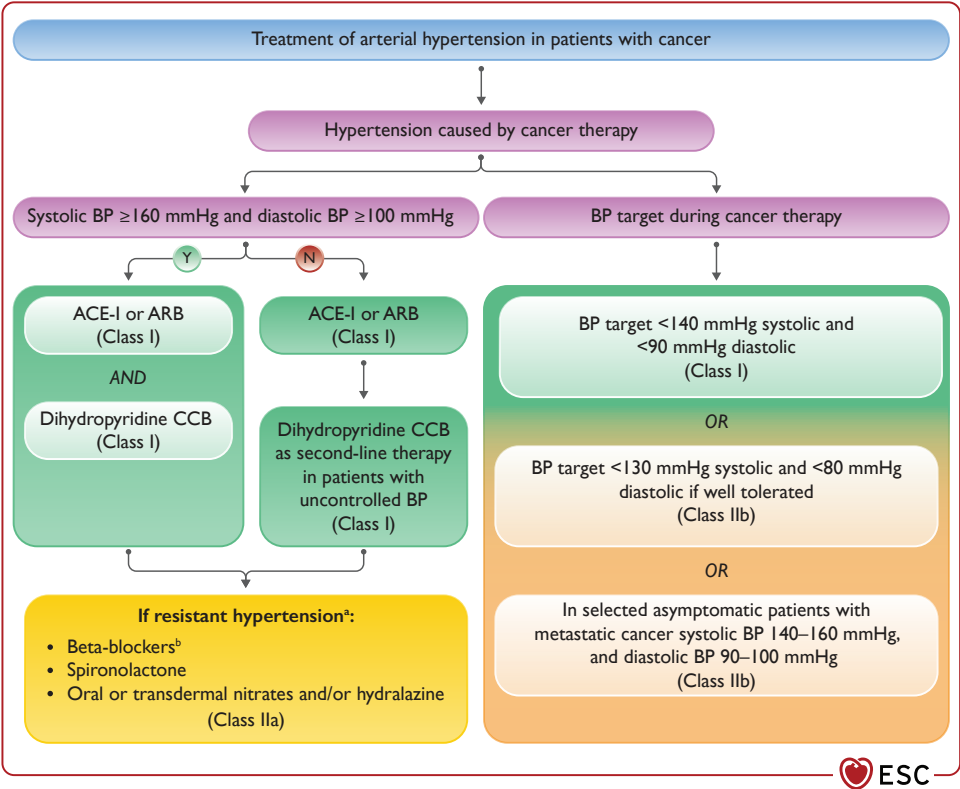 Treatment of arterial hypertension in patients with cancer
Hypertension caused by cancer therapy
Systolic BP ≥160 mmHg and diastolic BP ≥100 mmHg
Y
N
ACE-I or ARB
(Class I)
AND
Dihydropyridine CCB
(Class I)
ACE-I or ARB
(Class I)
Dihydropyridine CCB
as second-line therapy
in patients with
uncontrolled BP
(Class I)
If resistant hypertensionᵃ:
• Beta-blockersᵇ
• Spironolactone
• Oral or transdermal nitrates and/or hydralazine
(Class IIa)
BP target during cancer therapy
BP target <140 mmHg systolic and
<90 mmHg diastolic
(Class I)
OR
BP target <130 mmHg systolic and <80 mmHg
diastolic if well tolerated
(Class IIb)
OR
In selected asymptomatic patients with
metastatic cancer systolic BP 140–160 mmHg,
and diastolic BP 90–100 mmHg
(Class IIb)
ESC